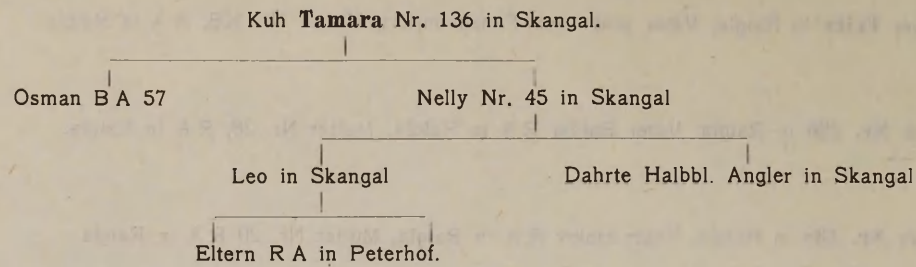 Kuh Tamara Nr. 136 in Skangal.
Osman B A 57 Nelly Nr. 45 in Skangal
Leo in Skangal Dahrte Halbbl. Angler in Skangal
Eltern R A in Peterhof.